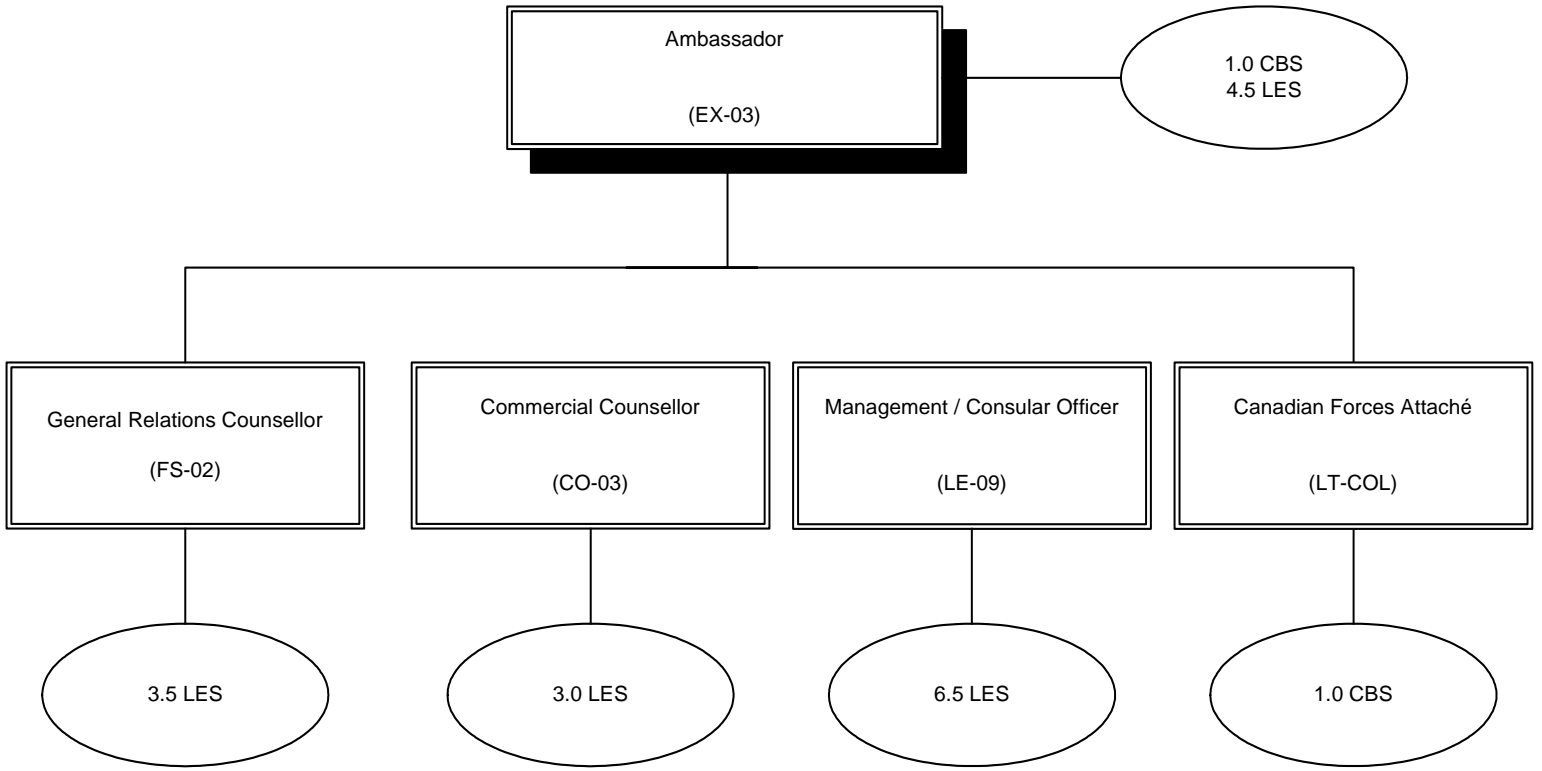 Ambassador
(EX-03)
1.0 CBS
4.5 LES
General Relations Counsellor
(FS-02)
Commercial Counsellor
(CO-03)
Management / Consular Officer
(LE-09)
Canadian Forces Attaché
(LT-COL)
3.5 LES
3.0 LES
6.5 LES
1.0 CBS